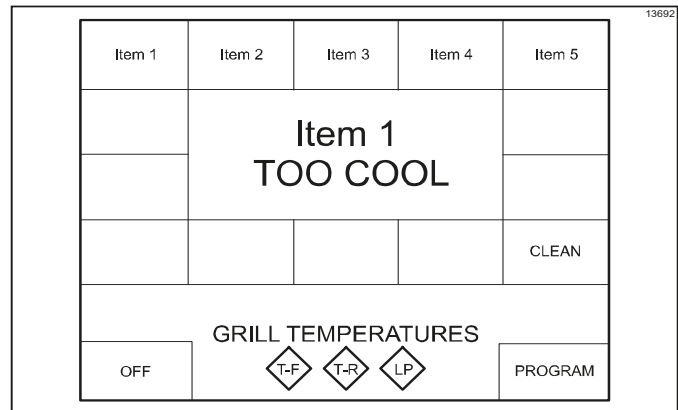 13692
Item 1 Item 2 Item 3 Item 4 Item 5
Item 1
TOO COOL
CLEAN
GRILL TEMPERATURES
OFF T-F T-R LP PROGRAM